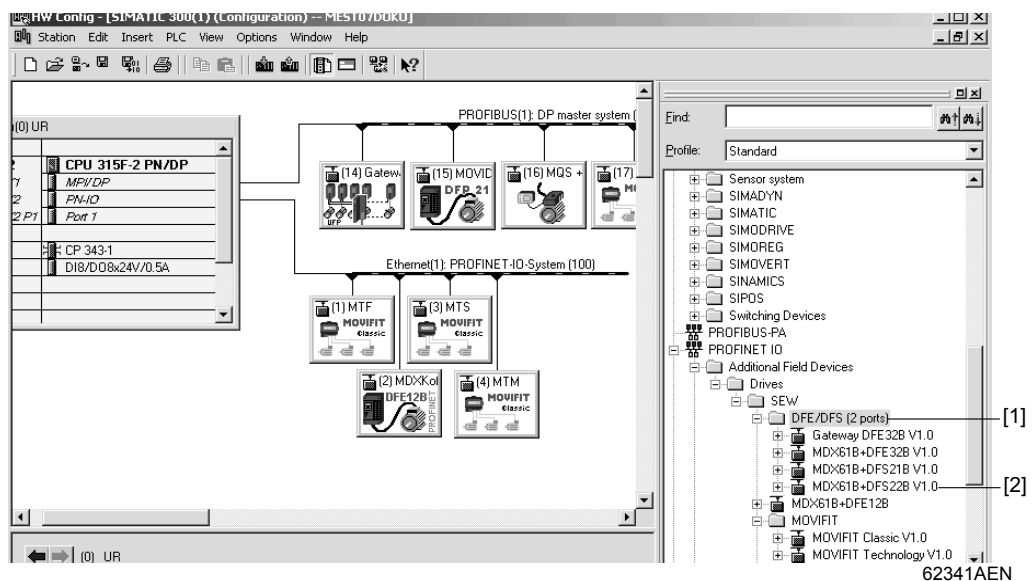 HW Config - [SIMATIC 300(1) (Configuration) -- MEST07DOKU]
Station Edit Insert PLC View Options Window Help
(0) UR
CPU 315F-2 PN/DP
MPI/DP
PN-IO
2 P1 Port 1
CP 343-1
DI8/DO8x24V/0.5A
PROFIBUS(1): DP master system (
(14) Gatew.
UFP
(15) MOVID
DFP 21
(16) MQS +
(17)
Ethernet(1): PROFINET-IO-System (100)
(1) MTF
MOVIFIT
Classic
(3) MTS
MOVIFIT
Classic
(2) MDXKol
DFE12B
PROFINET
(4) MTM
MOVIFIT
Classic
(0) UR
Find:
Profile: Standard
Sensor system
SIMADYN
SIMATIC
SIMODRIVE
SIMOREG
SIMOVERT
SINAMICS
SIPOS
Switching Devices
PROFIBUS-PA
PROFINET IO
Additional Field Devices
Drives
SEW
DFE/DFS (2 ports) [1]
Gateway DFE32B V1.0
MDX61B+DFE32B V1.0
MDX61B+DFS21B V1.0
MDX61B+DFS22B V1.0 [2]
MDX61B+DFE12B
MOVIFIT
MOVIFIT Classic V1.0
MOVIFIT Technology V1.0
62341AEN